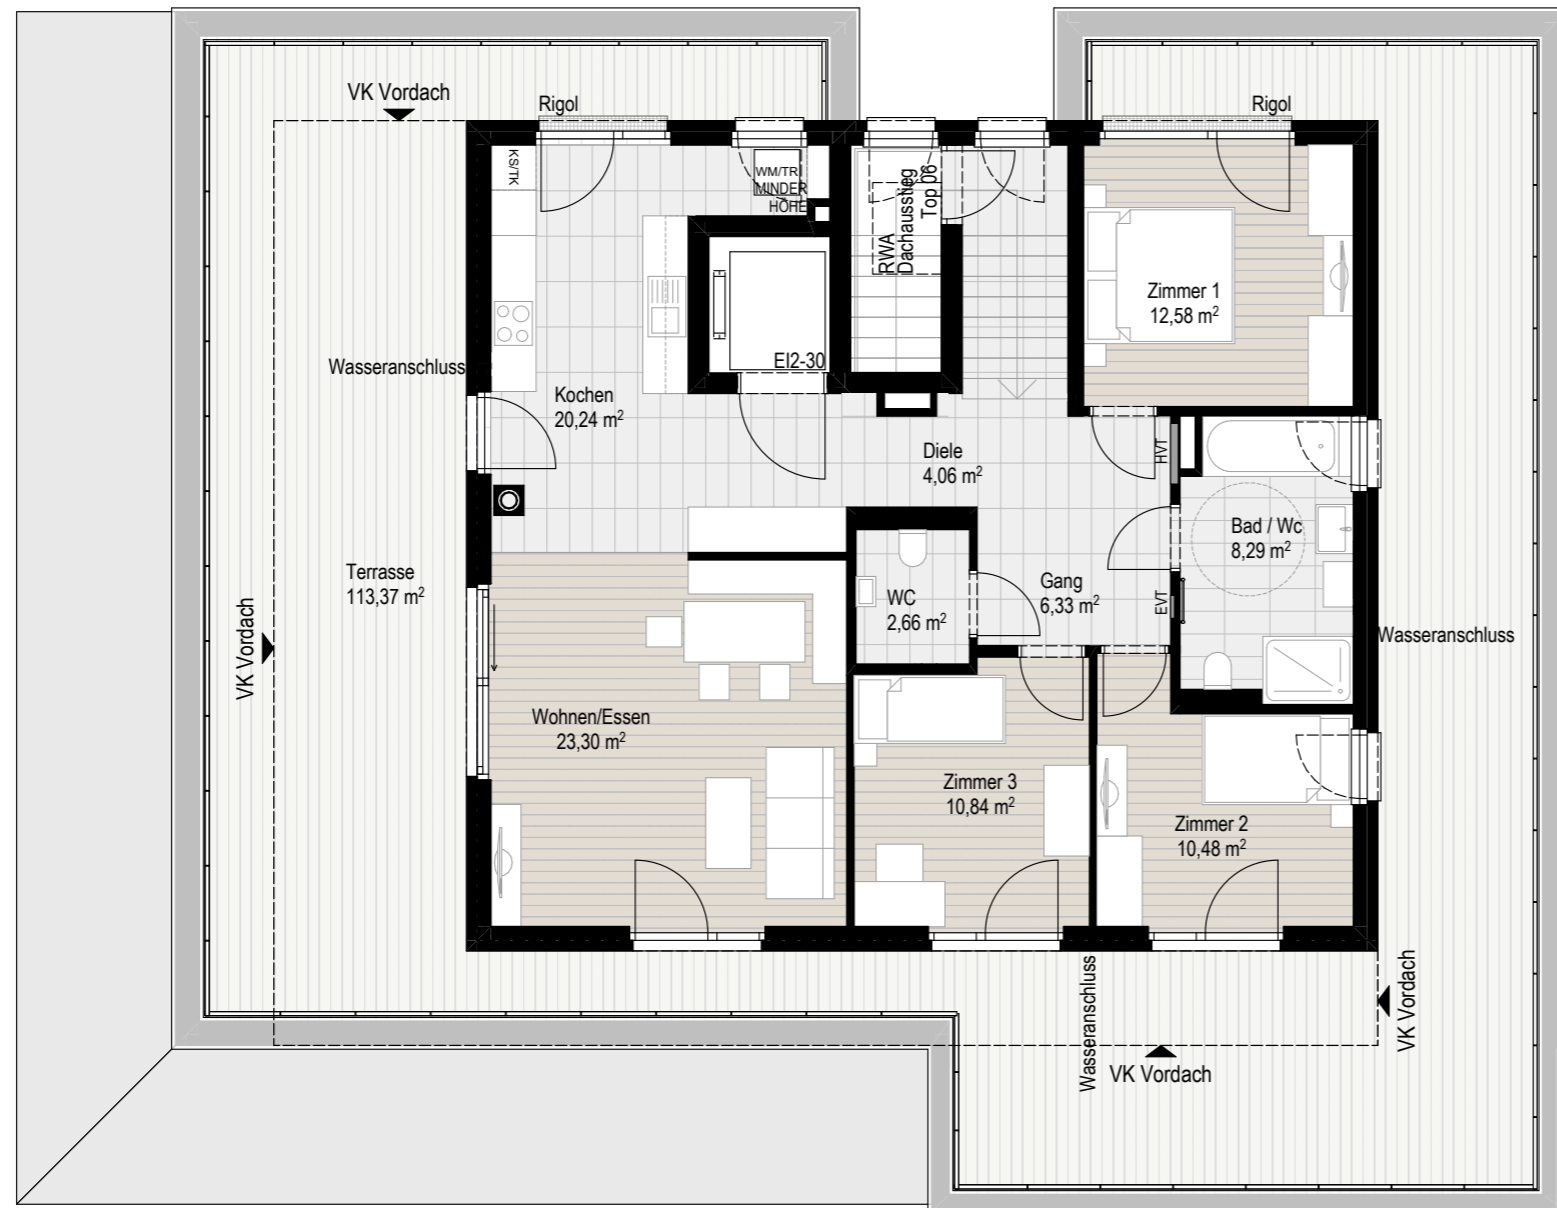 VK Vordach
Rigol
Rigol
KS/TK
WM/TR
MINDER
HÖHE
RWA
Dachausstieg
Top 06
Zimmer 1
12,58 m²
EI2-30
Wasseranschluss
Kochen
20,24 m²
Diele
4,06 m²
HVT
Bad / Wc
8,29 m²
Terrasse
113,37 m²
VK Vordach
WC
2,66 m²
Gang
6,33 m²
EVT
Wasseranschluss
Wohnen/Essen
23,30 m²
Zimmer 3
10,84 m²
Zimmer 2
10,48 m²
Wasseranschluss
VK Vordach
VK Vordach